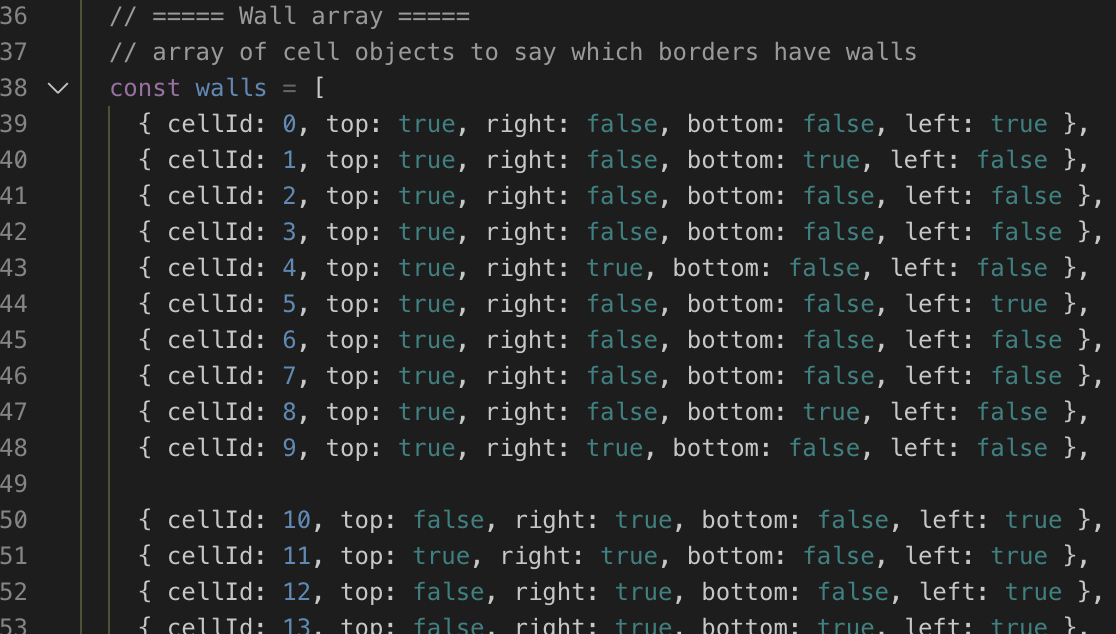 36 // ===== Wall array =====
37 // array of cell objects to say which borders have walls
38 const walls = [
39 { cellId: 0, top: true, right: false, bottom: false, left: true },
40 { cellId: 1, top: true, right: false, bottom: true, left: false },
41 { cellId: 2, top: true, right: false, bottom: false, left: false },
42 { cellId: 3, top: true, right: false, bottom: false, left: false },
43 { cellId: 4, top: true, right: true, bottom: false, left: false },
44 { cellId: 5, top: true, right: false, bottom: false, left: true },
45 { cellId: 6, top: true, right: false, bottom: false, left: false },
46 { cellId: 7, top: true, right: false, bottom: false, left: false },
47 { cellId: 8, top: true, right: false, bottom: true, left: false },
48 { cellId: 9, top: true, right: true, bottom: false, left: false },
49
50 { cellId: 10, top: false, right: true, bottom: false, left: true },
51 { cellId: 11, top: true, right: true, bottom: false, left: true },
52 { cellId: 12, top: false, right: true, bottom: false, left: true },
53 { cellId: 13, top: false, right: true, bottom: true, left: true },